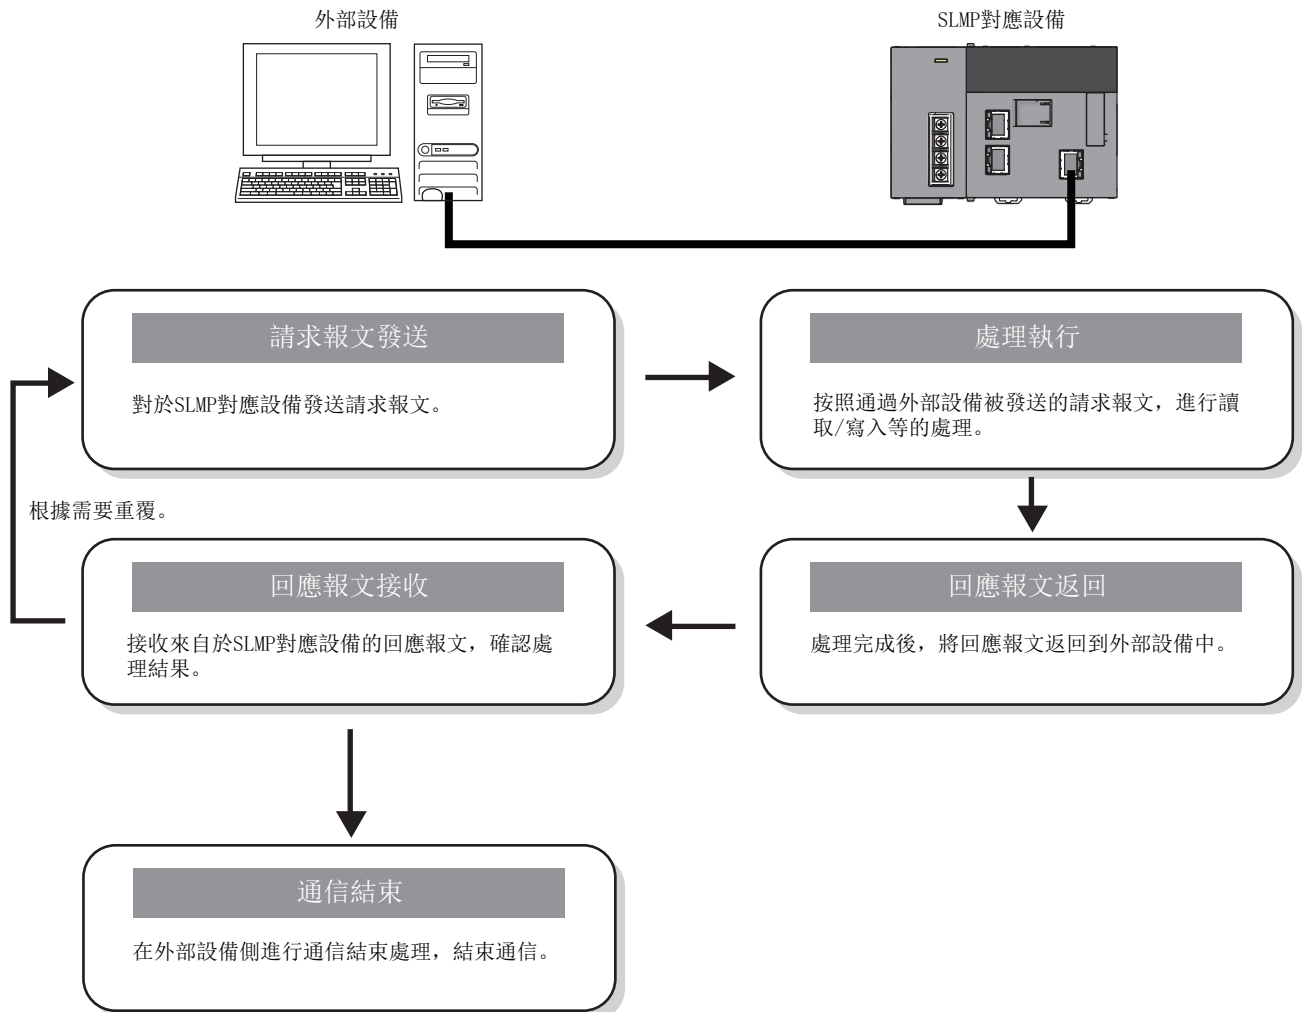 外部設備
SLMP對應設備
請求報文發送
對於SLMP對應設備發送請求報文。
處理執行
按照通過外部設備被發送的請求報文，進行讀
取/寫入等的處理。
根據需要重覆。
回應報文接收
接收來自於SLMP對應設備的回應報文，確認處
理結果。
回應報文返回
處理完成後，將回應報文返回到外部設備中。
通信結束
在外部設備側進行通信結束處理，結束通信。